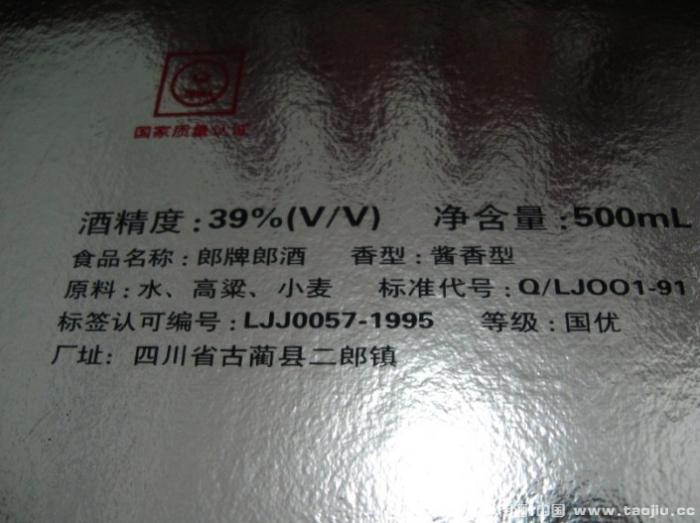 国家质量认证
酒精度：39%(V/V) 净含量：500mL
食品名称：郎牌郎酒 香型：酱香型
原料：水、高粱、小麦 标准代号：Q/LJOO1-91
标签认可编号：LJJ0057-1995 等级：国优
厂址：四川省古蔺县二郎镇
国 www.taojiu.cc